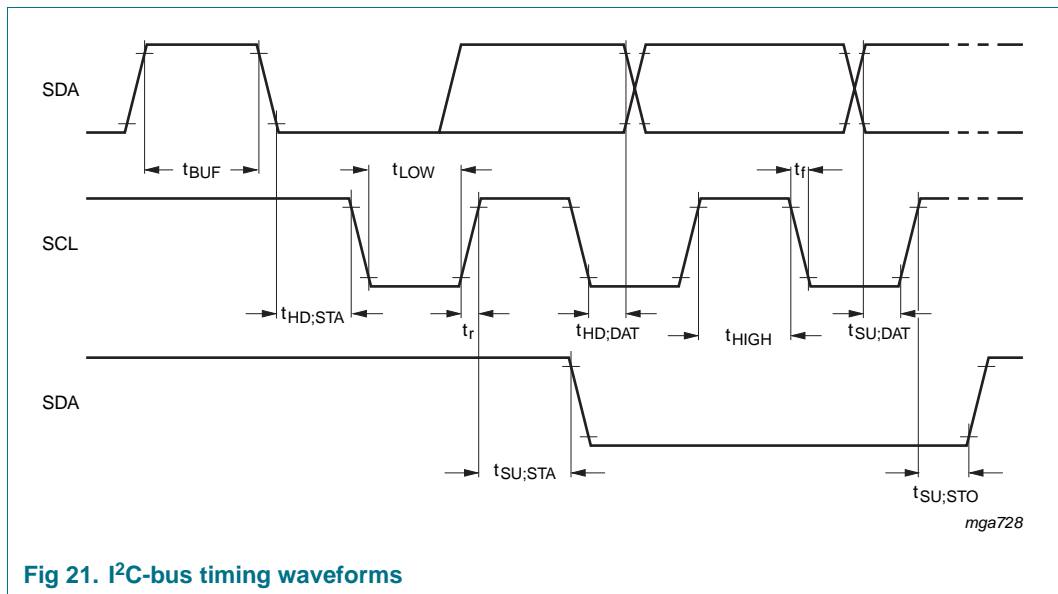 SDA
tBUF
tLOW
tf
SCL
tHD;STA
tr
tHD;DAT
tHIGH
tSU;DAT
SDA
tSU;STA
tSU;STO
mga728
Fig 21. I²C-bus timing waveforms